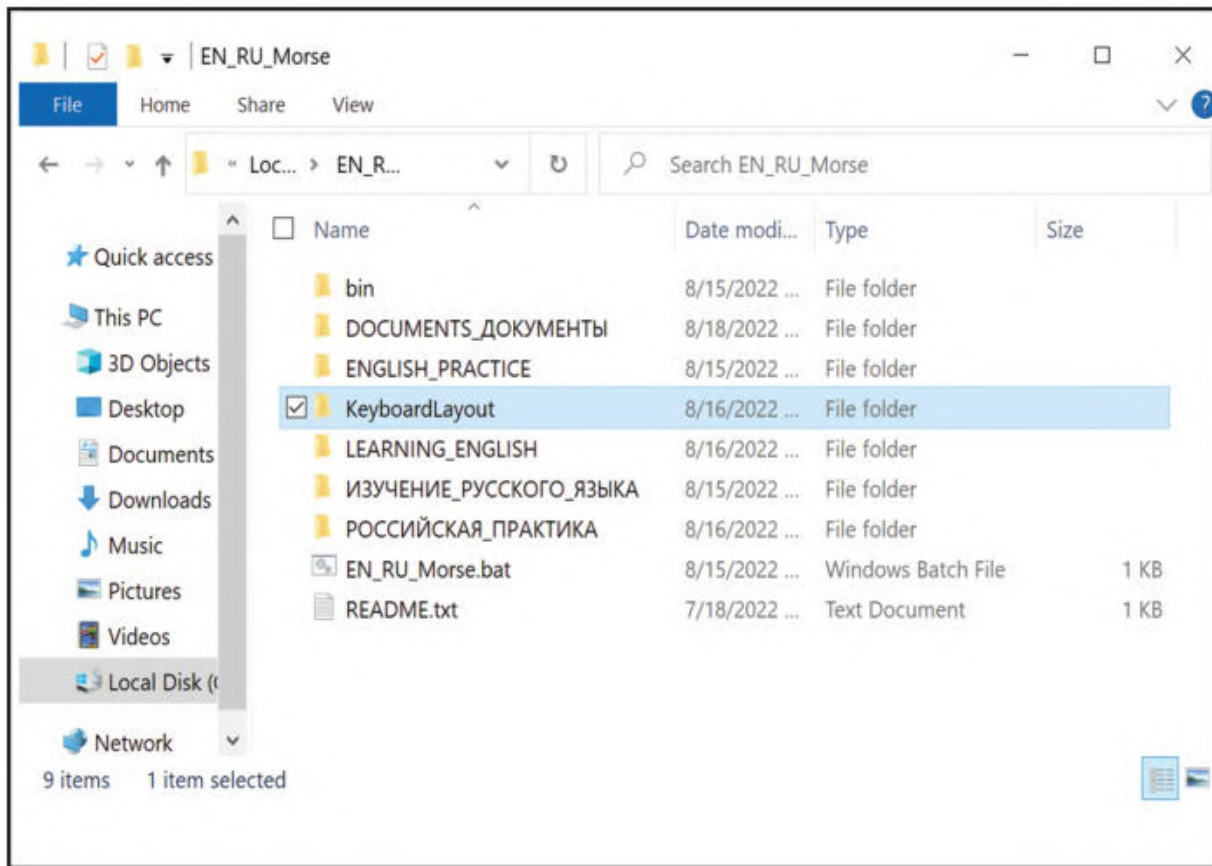 EN_RU_Morse
File Home Share View
?
« Loc... > EN_R... Search EN_RU_Morse
Name Date modi... Type Size
Quick access
This PC
3D Objects
Desktop
Documents
Downloads
Music
Pictures
Videos
Local Disk (
Network
bin 8/15/2022 ... File folder
DOCUMENTS_ДОКУМЕНТЫ 8/18/2022 ... File folder
ENGLISH_PRACTICE 8/15/2022 ... File folder
KeyboardLayout 8/16/2022 ... File folder
LEARNING_ENGLISH 8/16/2022 ... File folder
ИЗУЧЕНИЕ_РУССКОГО_ЯЗЫКА 8/15/2022 ... File folder
РОССИЙСКАЯ_ПРАКТИКА 8/16/2022 ... File folder
EN_RU_Morse.bat 8/15/2022 ... Windows Batch File 1 KB
README.txt 7/18/2022 ... Text Document 1 KB
9 items 1 item selected